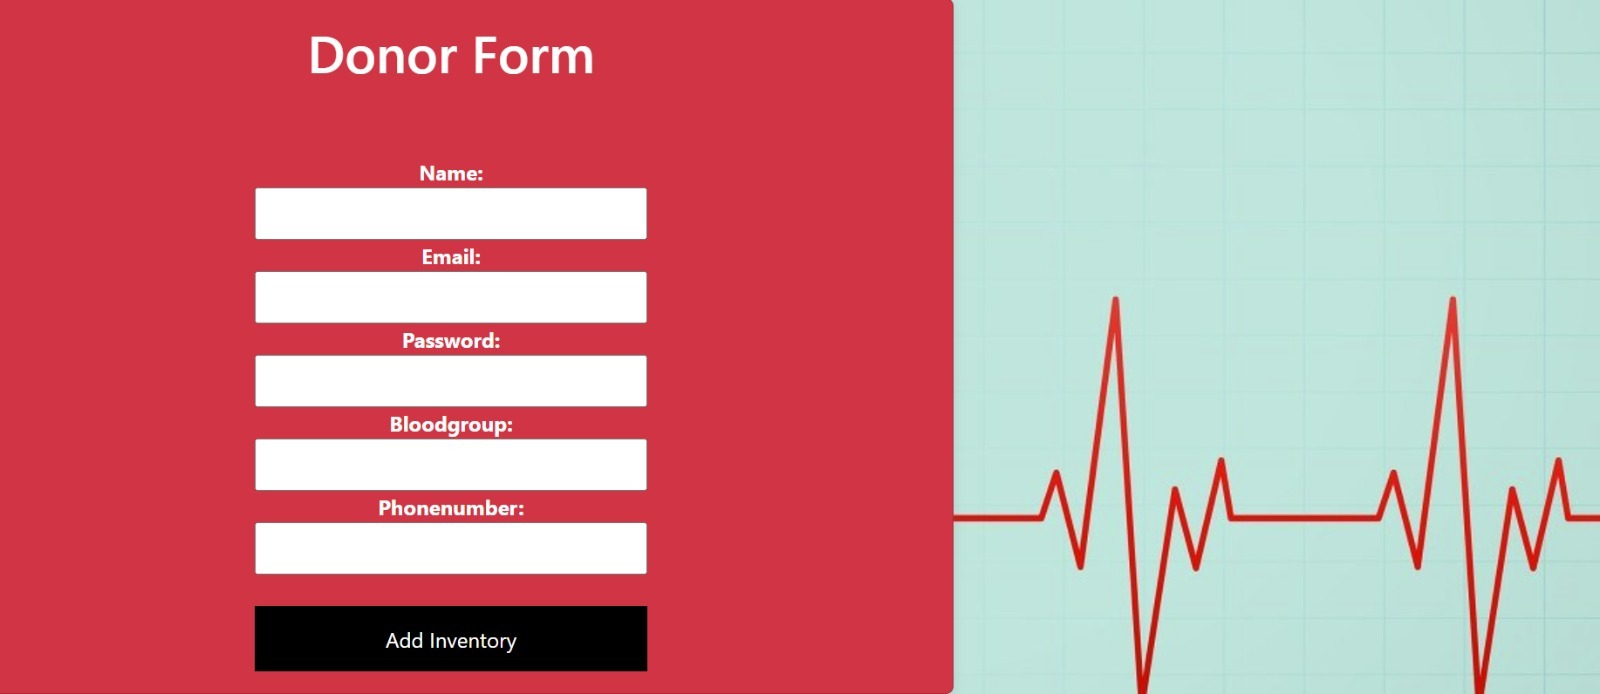 Donor Form
Name:
Email:
Password:
Bloodgroup:
Phonenumber:
Add Inventory